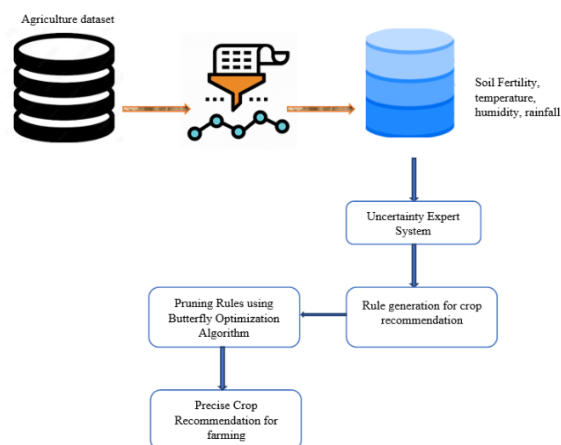 Agriculture dataset
Soil Fertility,
temperature,
humidity, rainfall
Uncertainty Expert
System
Rule generation for crop
recommendation
Pruning Rules using
Butterfly Optimization
Algorithm
Precise Crop
Recommendation for
farming